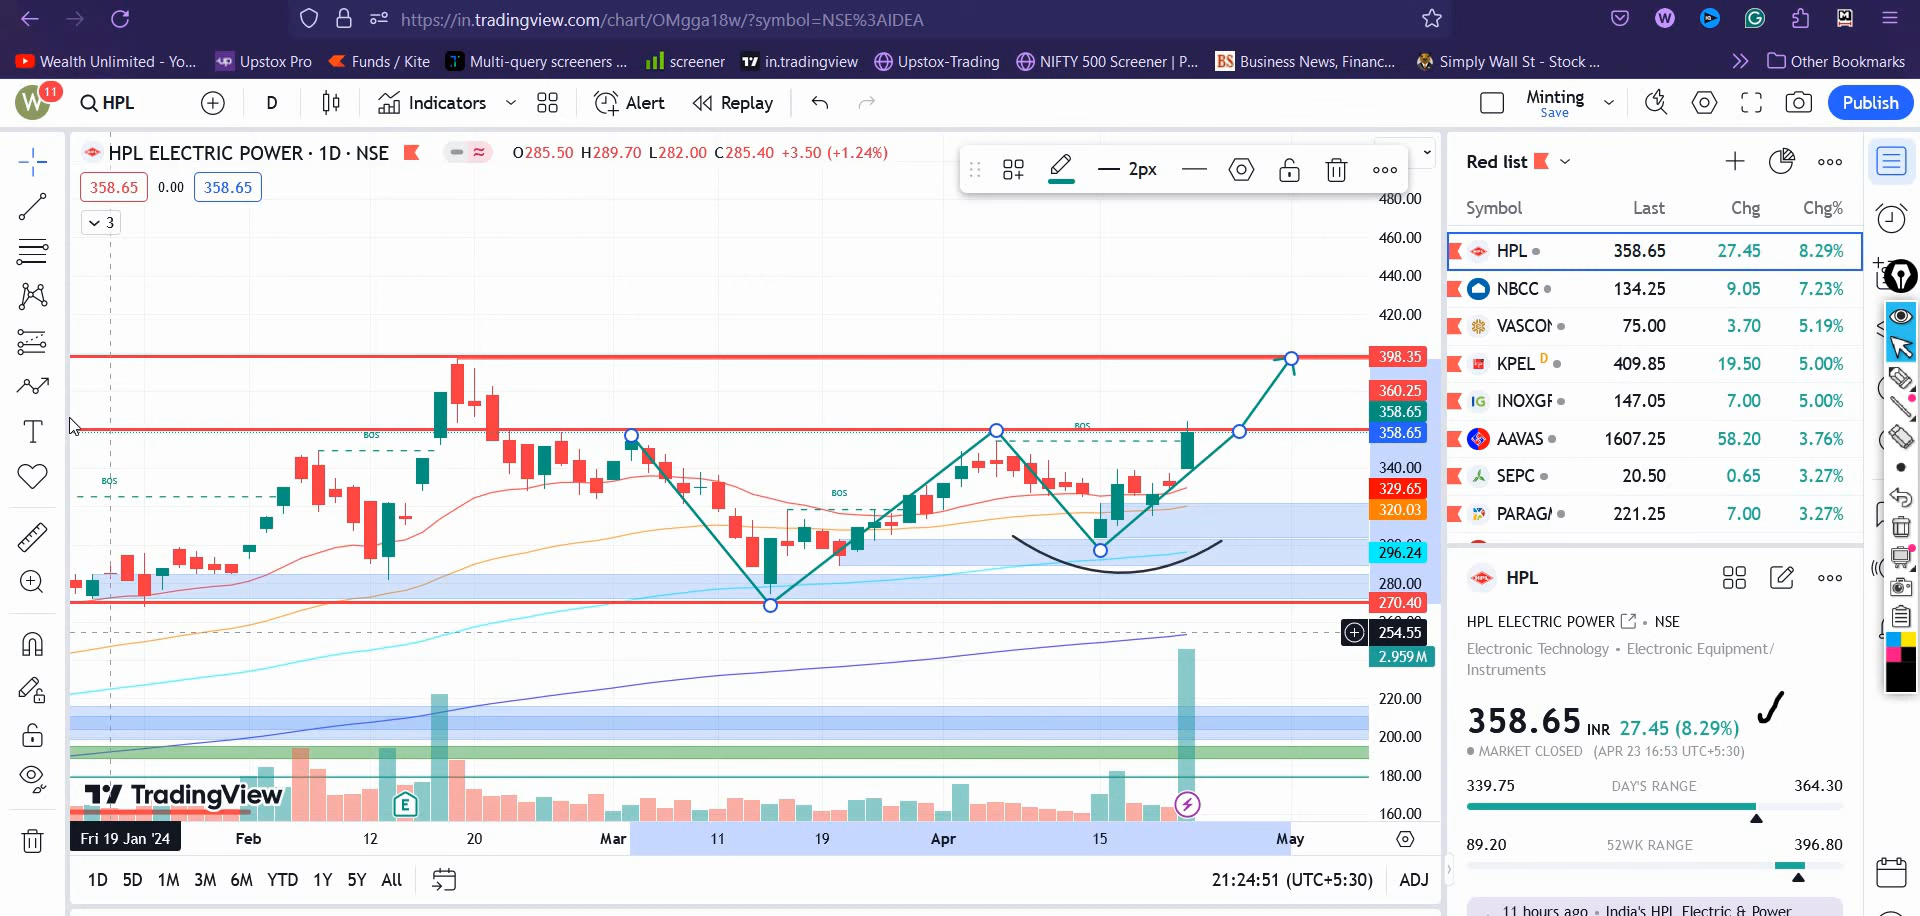 https://in.tradingview.com/chart/OMgga18w/?symbol=NSE%3AIDEA
Wealth Unlimited - Yo... Upstox Pro Funds / Kite Multi-query screeners ... screener in.tradingview Upstox-Trading NIFTY 500 Screener | P... BS Business News, Financ... Simply Wall St - Stock ... Other Bookmarks
W 11 HPL D Indicators Alert Replay Minting Save Publish
HPL ELECTRIC POWER · 1D · NSE O285.50 H289.70 L282.00 C285.40 +3.50 (+1.24%)
358.65 0.00 358.65
3
2px
480.00
460.00
440.00
420.00
398.35
360.25
358.65
358.65
340.00
329.65
320.03
296.24
280.00
270.40
254.55
2.959M
220.00
200.00
180.00
160.00
BOS
BOS
BOS
BOS
TradingView
E
Fri 19 Jan '24 Feb 12 20 Mar 11 19 Apr 15 May
1D 5D 1M 3M 6M YTD 1Y 5Y All 21:24:51 (UTC+5:30) ADJ
Red list
Symbol Last Chg Chg%
HPL 358.65 27.45 8.29%
NBCC 134.25 9.05 7.23%
VASCON 75.00 3.70 5.19%
KPEL D 409.85 19.50 5.00%
INOXGR 147.05 7.00 5.00%
AAVAS 1607.25 58.20 3.76%
SEPC 20.50 0.65 3.27%
PARAGM 221.25 7.00 3.27%
HPL
HPL ELECTRIC POWER • NSE
Electronic Technology • Electronic Equipment/
Instruments
358.65 INR 27.45 (8.29%)
MARKET CLOSED (APR 23 16:53 UTC+5:30)
339.75 DAY'S RANGE 364.30
89.20 52WK RANGE 396.80
11 hours ago • India's HPL Electric & Power